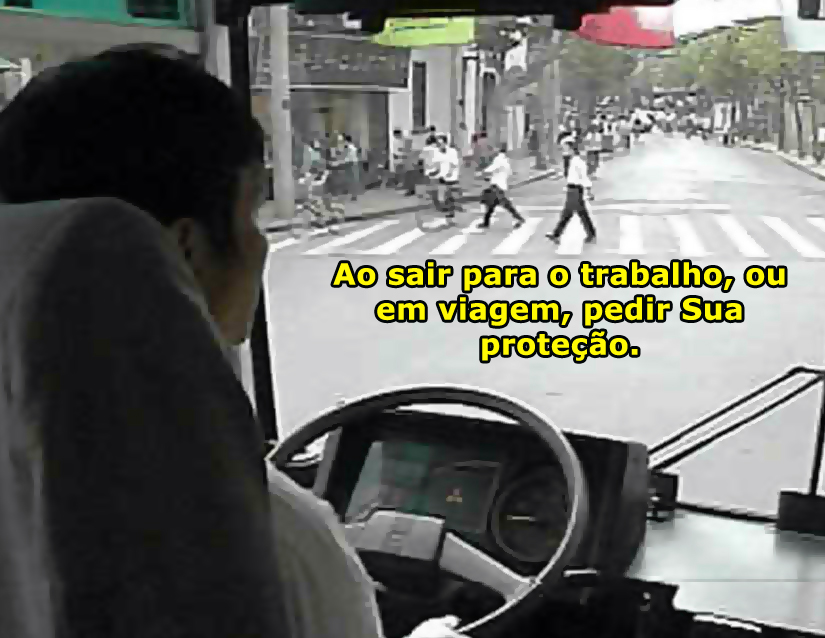 Ao sair para o trabalho, ou
em viagem, pedir Sua
proteção.